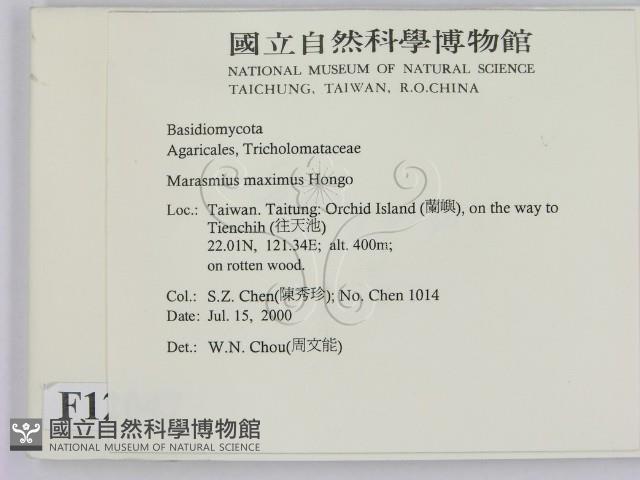 國立自然科學博物館
NATIONAL MUSEUM OF NATURAL SCIENCE
TAICHUNG, TAIWAN, R.O.CHINA
Basidiomycota
Agaricales, Tricholomataceae
Marasmius maximus Hongo
Loc.: Taiwan. Taitung: Orchid Island (蘭嶼), on the way to
Tienchih (往天池)
22.01N, 121.34E; alt. 400m;
on rotten wood.
Col.: S.Z. Chen(陳秀珍); No. Chen 1014
Date: Jul. 15, 2000
Det.: W.N. Chou(周文能)
國立自然科學博物館
NATIONAL MUSEUM OF NATURAL SCIENCE